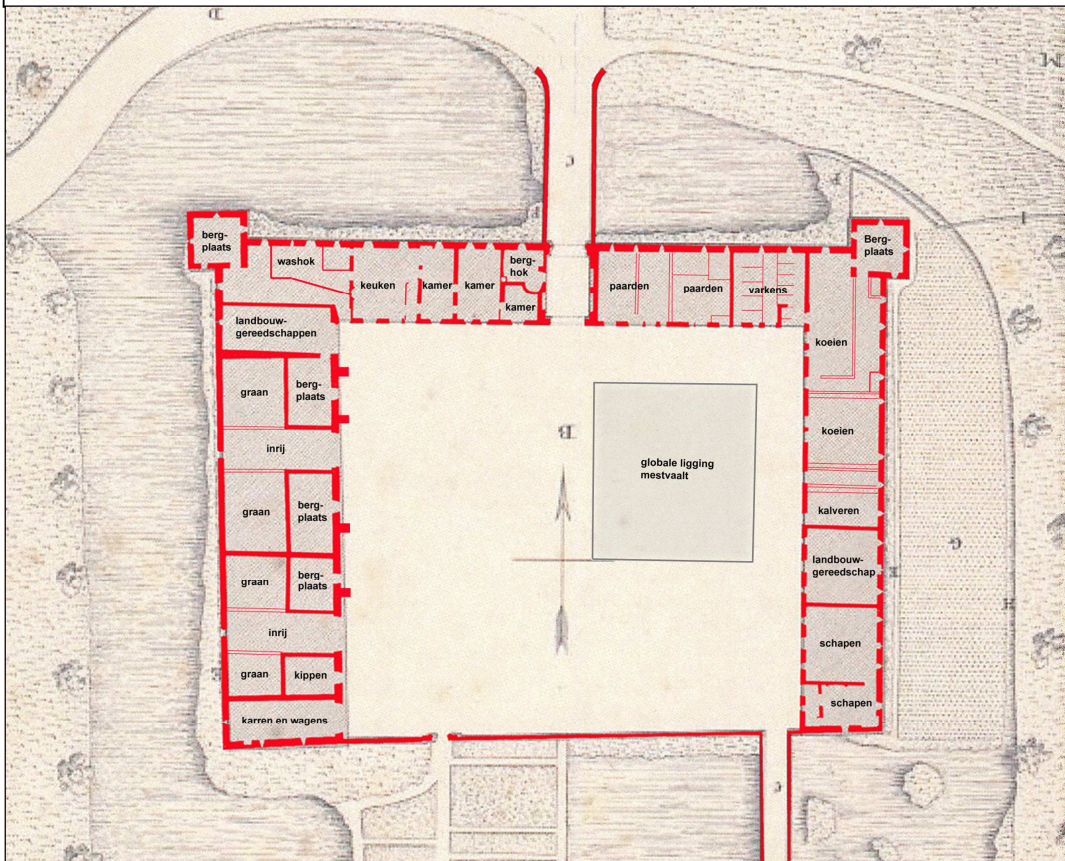 D
M
C
F
F
I
berg-
plaats
washok
keuken
kamer
kamer
berg-
hok
kamer
paarden
paarden
varkens
Berg-
plaats
landbouw-
gereedschappen
koeien
graan
berg-
plaats
inrij
koeien
B
globale ligging
mestvaalt
graan
berg-
plaats
kalveren
graan
berg-
plaats
landbouw-
gereedschap
G
H
inrij
schapen
graan
kippen
schapen
karren en wagens